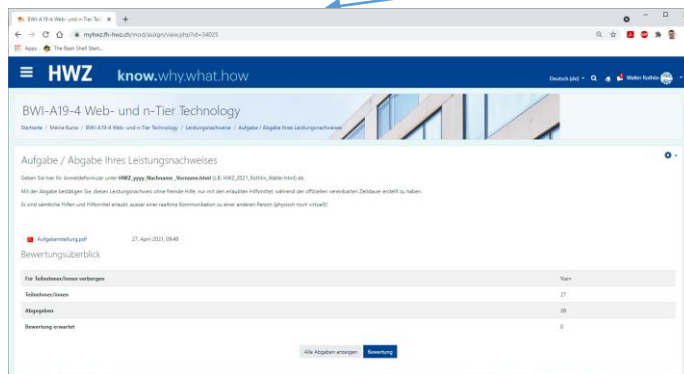 BWI-A19-4 Web- und n-Tier Tec
myhwz.fh-hwz.ch/mod/assign/view.php?id=34025
Apps The Bash Shell Start...
HWZ know.why.what.how
Deutsch (de) Walter Rothlin
BWI-A19-4 Web- und n-Tier Technology
Startseite / Meine Kurse / BWI-A19-4 Web- und n-Tier Technology / Leistungsnachweise / Aufgabe / Abgabe Ihres Leistungsnachweises
Aufgabe / Abgabe Ihres Leistungsnachweises
Geben Sie hier Ihr Anmeldeformular unter HWZ_yyyy_Nachname _Vorname.html (z.B. HWZ_2021_Rothlin_Walter.html) ab.
Mit der Abgabe bestätigen Sie, dieses Leistungsnachweis ohne fremde Hilfe, nur mit den erlaubten Hilfsmittel, während der offiziellen vereinbarten Zeitdauer erstellt zu haben.
Es sind sämtliche Hilfen und Hilfsmittel erlaubt, ausser eine realtime Kommunikation zu einer anderen Person (physisch noch virtuell)!
Aufgabenstellung.pdf 27. April 2021, 09:49
Bewertungsüberblick
Für Teilnehmer/innen verborgen Nein
Teilnehmer/innen 27
Abgegeben 26
Bewertung erwartet 0
Alle Abgaben anzeigen Bewertung